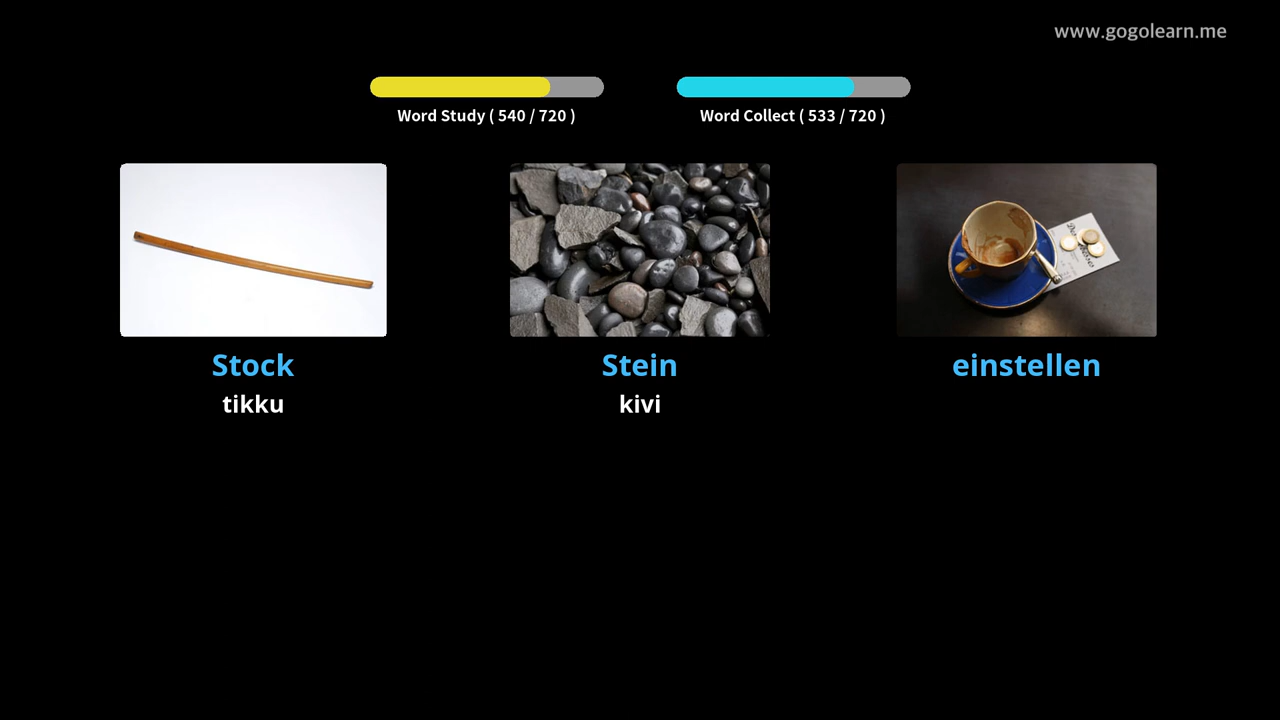 www.gogolearn.me
Word Study ( 540 / 720 )
Word Collect ( 533 / 720 )
Stock
Stein
einstellen
tikku
kivi